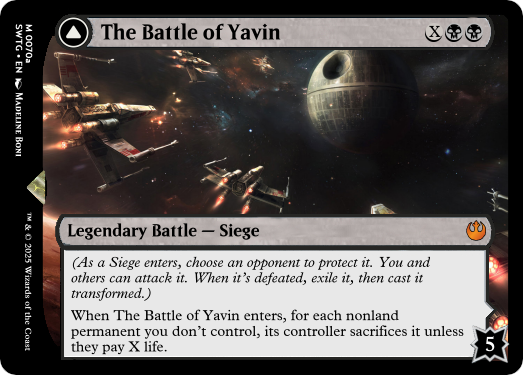 The Battle of Yavin
X
Legendary Battle — Siege
(As a Siege enters, choose an opponent to protect it. You and
others can attack it. When it's defeated, exile it, then cast it
transformed.)
When The Battle of Yavin enters, for each nonland
permanent you don't control, its controller sacrifices it unless
they pay X life.
5
M 0070a
SWTG • EN MADELINE BONI
™ & © 2025 Wizards of the Coast